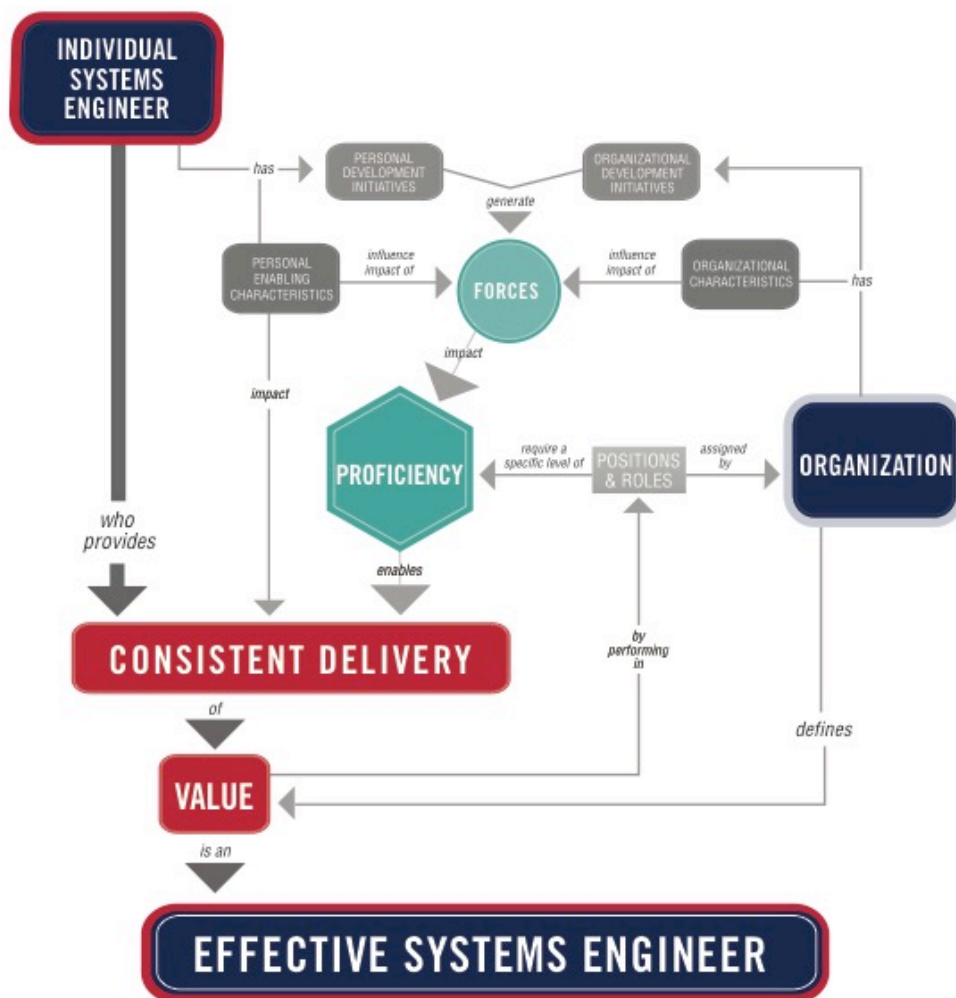 INDIVIDUAL
SYSTEMS
ENGINEER
has
PERSONAL
DEVELOPMENT
INITIATIVES
ORGANIZATIONAL
DEVELOPMENT
INITIATIVES
generate
PERSONAL
ENABLING
CHARACTERISTICS
influence
impact of
FORCES
influence
impact of
ORGANIZATIONAL
CHARACTERISTICS
has
impact
impact
PROFICIENCY
require a
specific level of
POSITIONS
& ROLES
assigned
by
ORGANIZATION
who
provides
enables
CONSISTENT DELIVERY
by
performing
in
of
defines
VALUE
is an
EFFECTIVE SYSTEMS ENGINEER